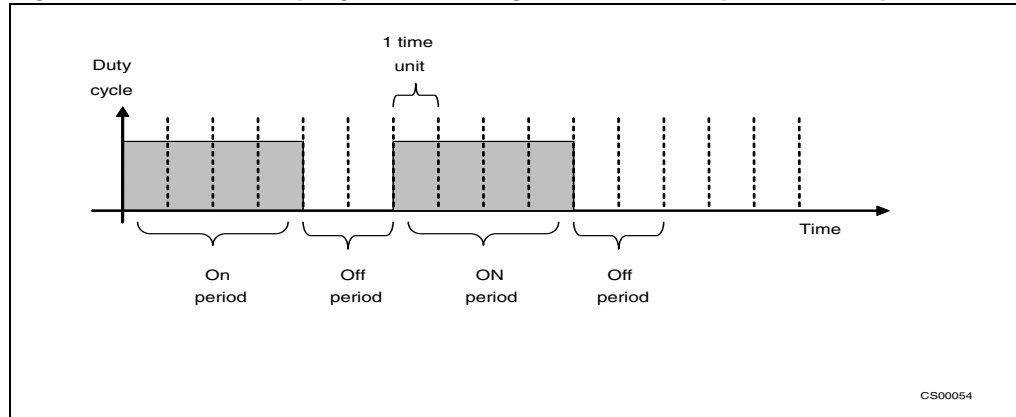 1 time
unit
Duty
cycle
Time
On
period
Off
period
ON
period
Off
period
CS00054